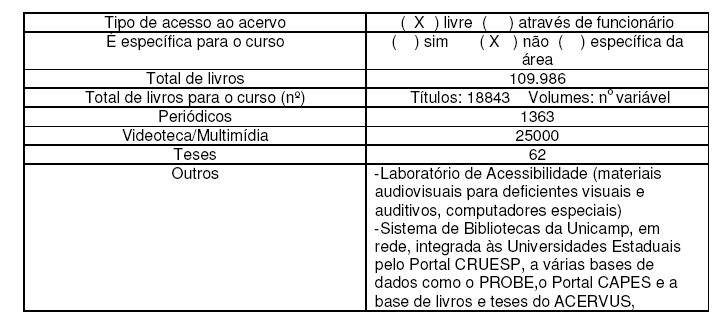 Tipo de acesso ao acervo ( X ) livre ( ) através de funcionário
É específica para o curso ( ) sim ( X ) não ( ) específica da
área
Total de livros 109.986
Total de livros para o curso (nº) Títulos: 18843 Volumes: nº variável
Periódicos 1363
Videoteca/Multimídia 25000
Teses 62
Outros -Laboratório de Acessibilidade (materiais
audiovisuais para deficientes visuais e
auditivos, computadores especiais)
-Sistema de Bibliotecas da Unicamp, em
rede, integrada às Universidades Estaduais
pelo Portal CRUESP, a várias bases de
dados como o PROBE,o Portal CAPES e a
base de livros e teses do ACERVUS,